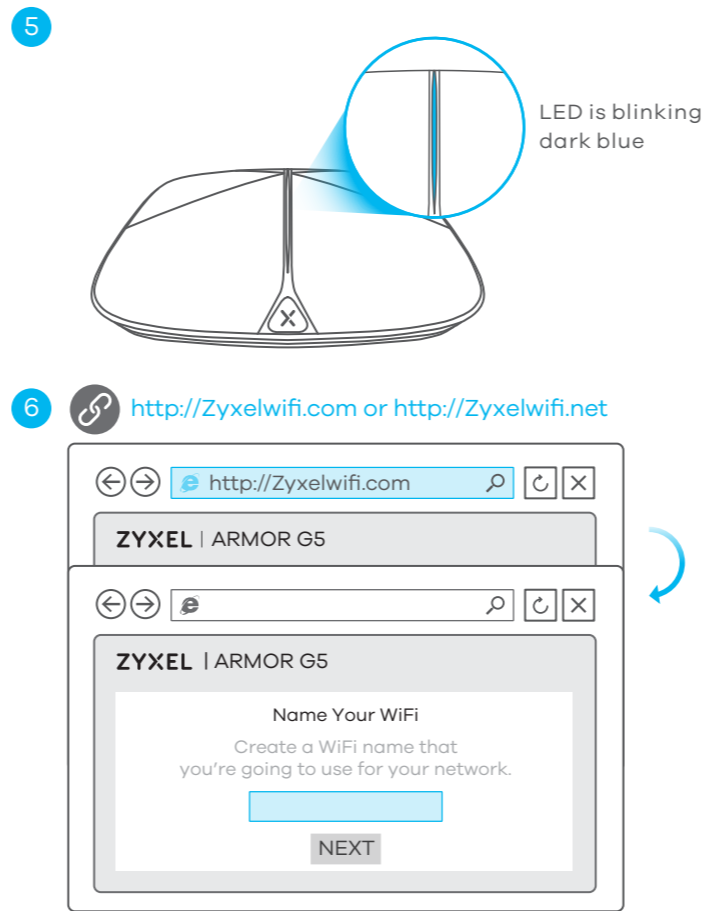 5
LED is blinking
dark blue
X
6 http://Zyxelwifi.com or http://Zyxelwifi.net
http://Zyxelwifi.com
ZYXEL | ARMOR G5
ZYXEL | ARMOR G5
Name Your WiFi
Create a WiFi name that
you're going to use for your network.
NEXT